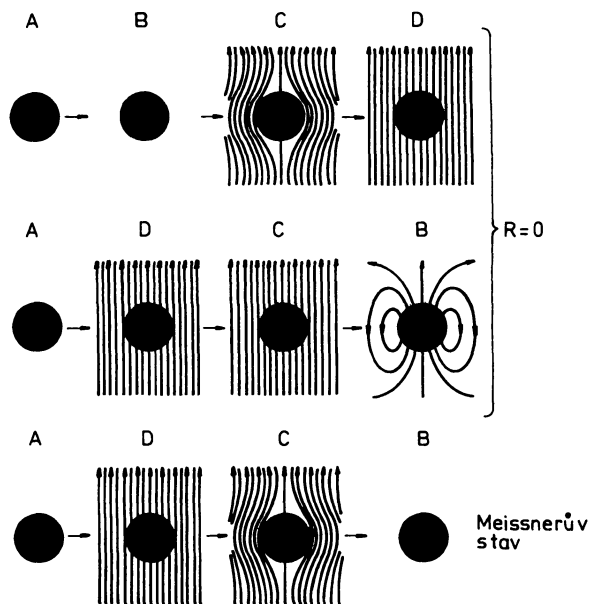 A B C D
R=0
A D C B
A D C B
Meissnerův
stav